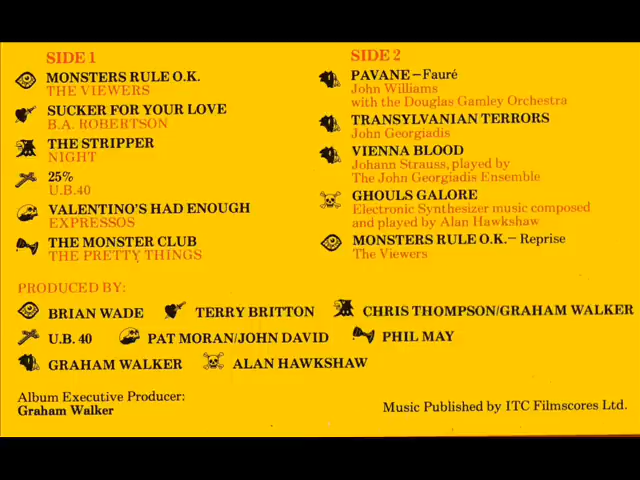 SIDE 1
MONSTERS RULE O.K.
THE VIEWERS
SUCKER FOR YOUR LOVE
B.A. ROBERTSON
THE STRIPPER
NIGHT
25%
U.B.40
VALENTINO'S HAD ENOUGH
EXPRESSOS
THE MONSTER CLUB
THE PRETTY THINGS
SIDE 2
PAVANE – Fauré
John Williams
with the Douglas Gamley Orchestra
TRANSYLVANIAN TERRORS
John Georgiadis
VIENNA BLOOD
Johann Strauss, played by
The John Georgiadis Ensemble
GHOULS GALORE
Electronic Synthesizer music composed
and played by Alan Hawkshaw
MONSTERS RULE O.K. – Reprise
The Viewers
PRODUCED BY:
BRIAN WADE TERRY BRITTON CHRIS THOMPSON/GRAHAM WALKER
U.B. 40 PAT MORAN/JOHN DAVID PHIL MAY
GRAHAM WALKER ALAN HAWKSHAW
Album Executive Producer:
Graham Walker
Music Published by ITC Filmscores Ltd.